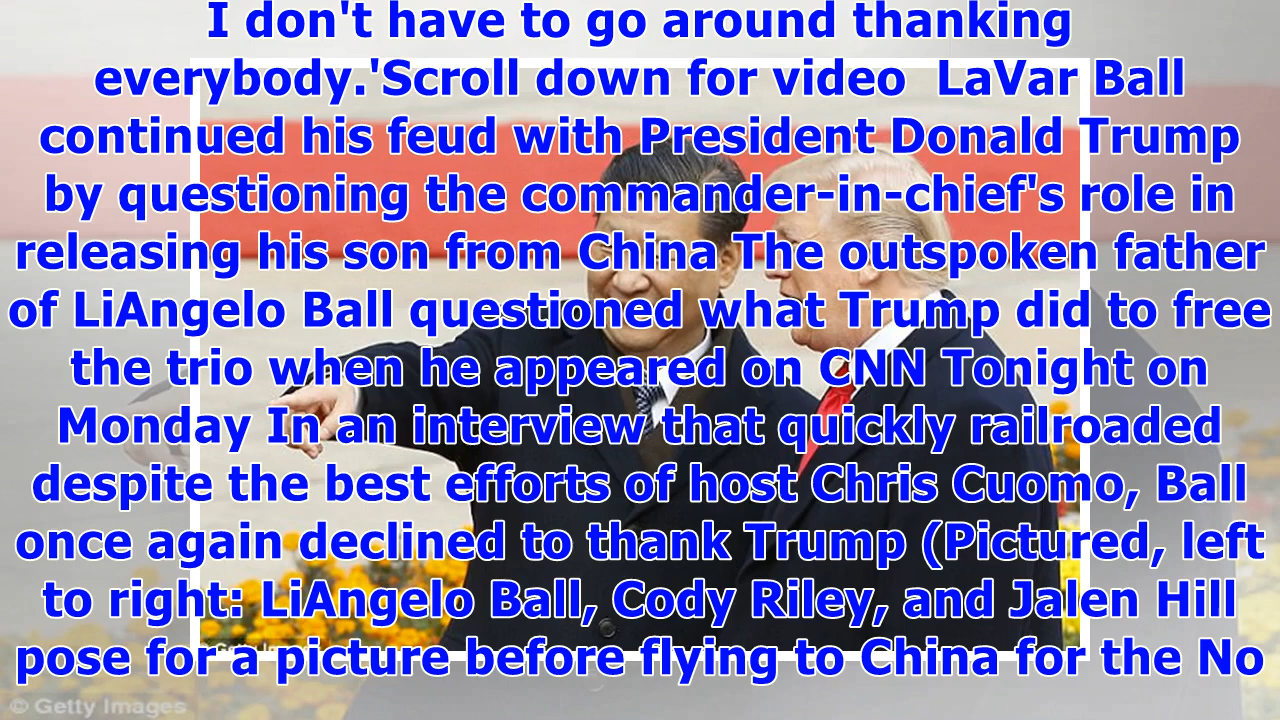 I don't have to go around thanking
everybody.'Scroll down for video  LaVar Ball
continued his feud with President Donald Trump
by questioning the commander-in-chief's role in
releasing his son from China The outspoken father
of LiAngelo Ball questioned what Trump did to free
the trio when he appeared on CNN Tonight on
Monday In an interview that quickly railroaded
despite the best efforts of host Chris Cuomo, Ball
once again declined to thank Trump (Pictured, left
to right: LiAngelo Ball, Cody Riley, and Jalen Hill
pose for a picture before flying to China for the No
© Getty Images